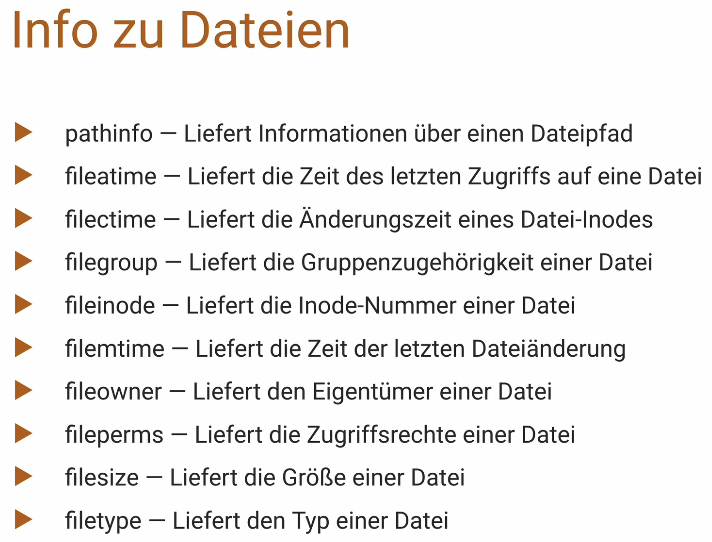 Info zu Dateien
pathinfo — Liefert Informationen über einen Dateipfad
fileatime — Liefert die Zeit des letzten Zugriffs auf eine Datei
filectime — Liefert die Änderungszeit eines Datei-Inodes
filegroup — Liefert die Gruppenzugehörigkeit einer Datei
fileinode — Liefert die Inode-Nummer einer Datei
filemtime — Liefert die Zeit der letzten Dateiänderung
fileowner — Liefert den Eigentümer einer Datei
fileperms — Liefert die Zugriffsrechte einer Datei
filesize — Liefert die Größe einer Datei
filetype — Liefert den Typ einer Datei